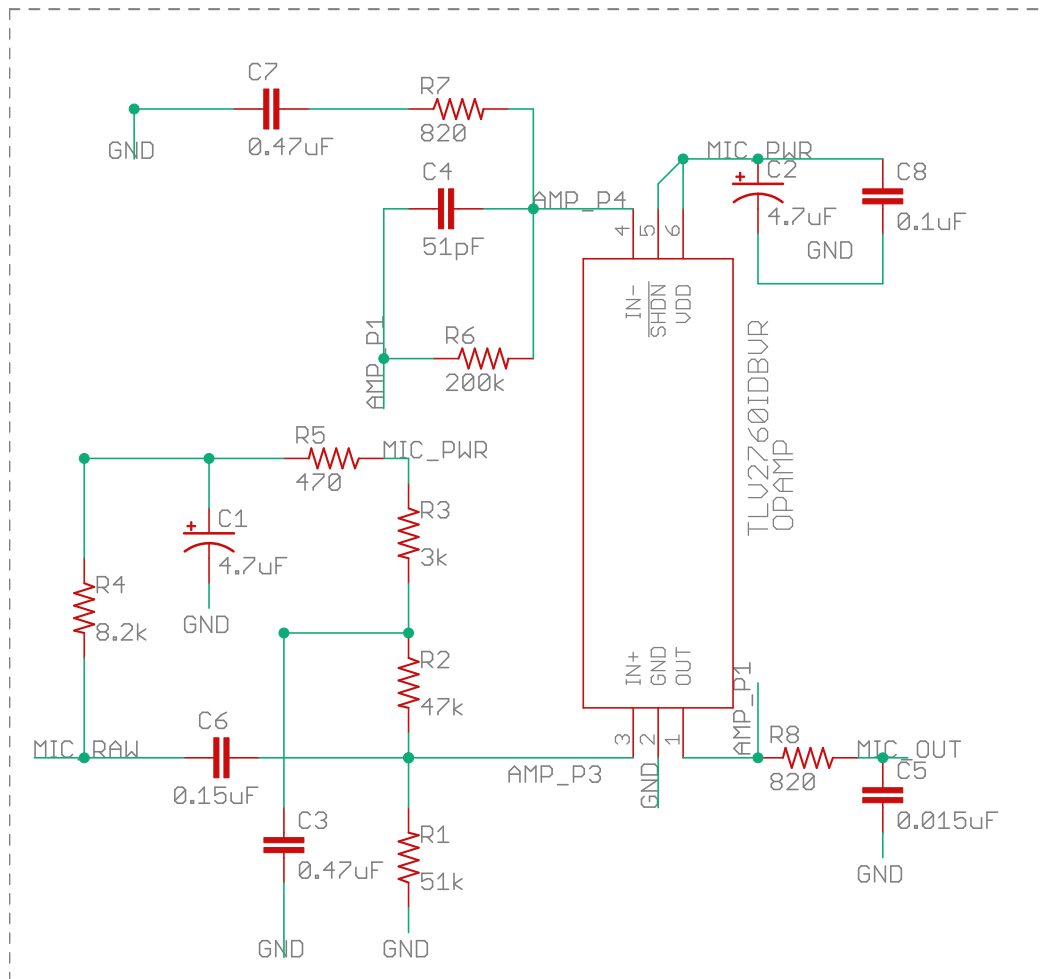 C7
R7
GND
0.47uF
820
MIC_PWR
C4
C2
C8
AMP_P4
4.7uF
0.1uF
51pF
4
5
6
GND
IN-
SHDN
VDD
AMP_P1
R6
200k
TLV2760IDBVR
OPAMP
R5
MIC_PWR
470
R3
C1
3k
4.7uF
R4
8.2k
GND
R2
47k
IN+
GND
OUT
C6
MIC_RAW
3
2
1
AMP_P1
R8
MIC_OUT
AMP_P3
C5
0.15uF
GND
820
C3
0.015uF
R1
0.47uF
51k
GND
GND
GND